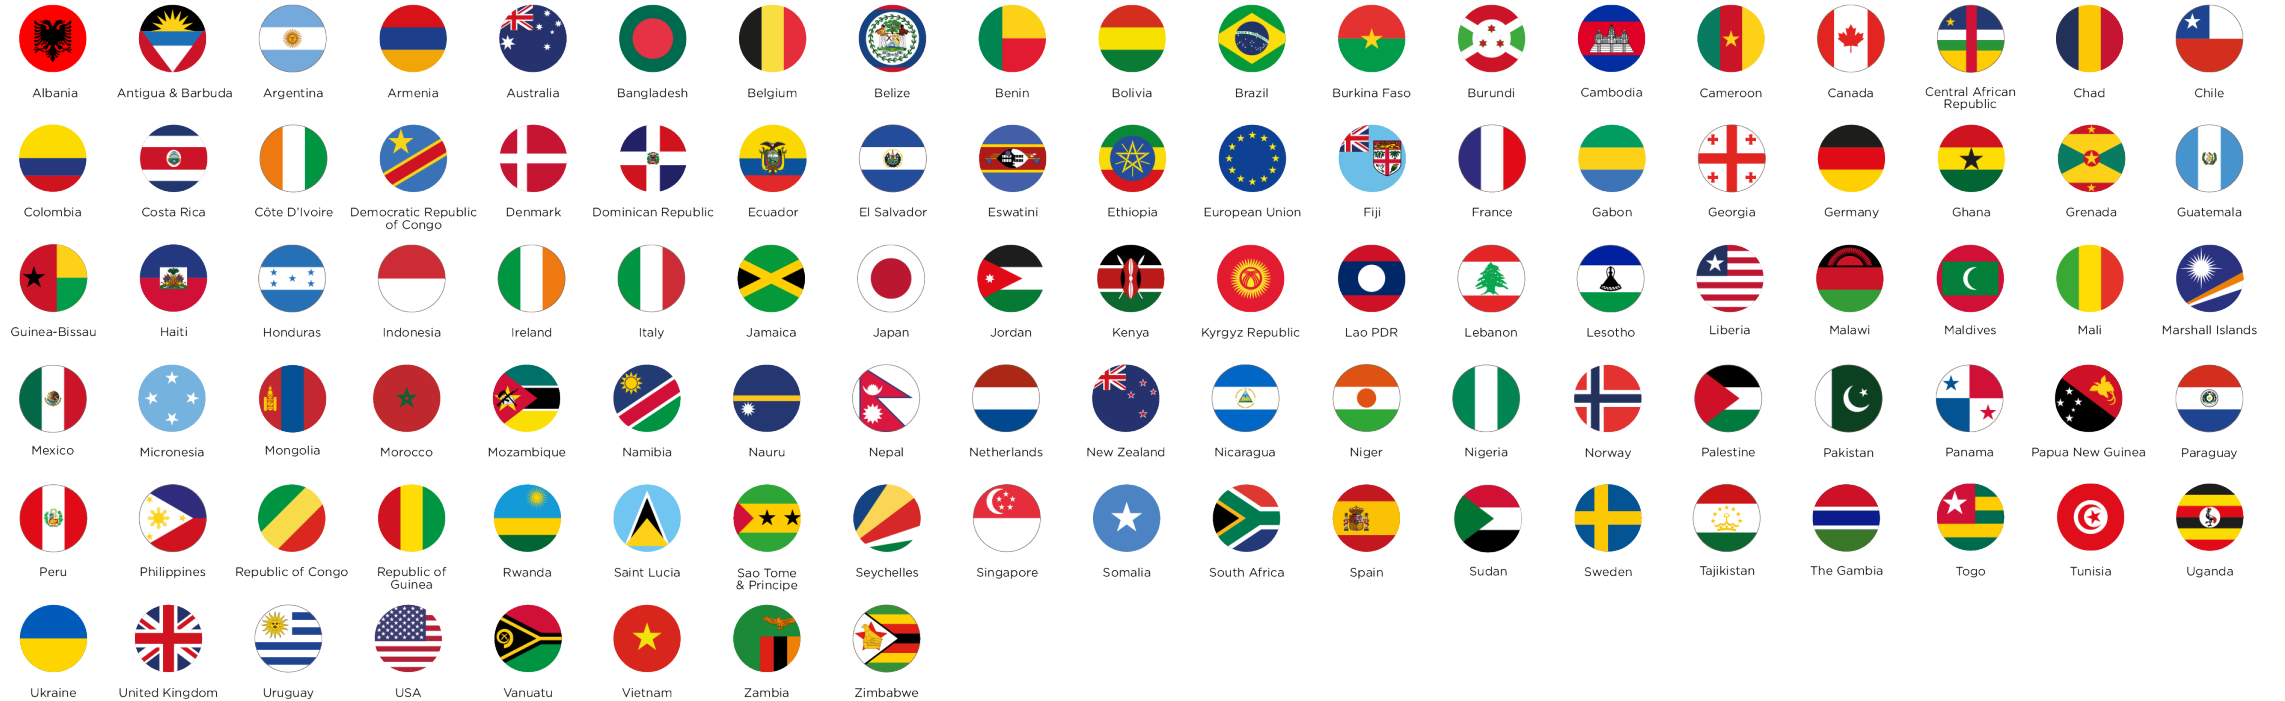 Albania
Antigua & Barbuda
Argentina
Armenia
Australia
Bangladesh
Belgium
Belize
Benin
Bolivia
Brazil
Burkina Faso
Burundi
Cambodia
Cameroon
Canada
Central African
Republic
Chad
Chile
Colombia
Costa Rica
Côte D'Ivoire
Democratic Republic
of Congo
Denmark
Dominican Republic
Ecuador
El Salvador
Eswatini
Ethiopia
European Union
Fiji
France
Gabon
Georgia
Germany
Ghana
Grenada
Guatemala
Guinea-Bissau
Haiti
Honduras
Indonesia
Ireland
Italy
Jamaica
Japan
Jordan
Kenya
Kyrgyz Republic
Lao PDR
Lebanon
Lesotho
Liberia
Malawi
Maldives
Mali
Marshall Islands
Mexico
Micronesia
Mongolia
Morocco
Mozambique
Namibia
Nauru
Nepal
Netherlands
New Zealand
Nicaragua
Niger
Nigeria
Norway
Palestine
Pakistan
Panama
Papua New Guinea
Paraguay
Peru
Philippines
Republic of Congo
Republic of
Guinea
Rwanda
Saint Lucia
Sao Tome
& Principe
Seychelles
Singapore
Somalia
South Africa
Spain
Sudan
Sweden
Tajikistan
The Gambia
Togo
Tunisia
Uganda
Ukraine
United Kingdom
Uruguay
USA
Vanuatu
Vietnam
Zambia
Zimbabwe